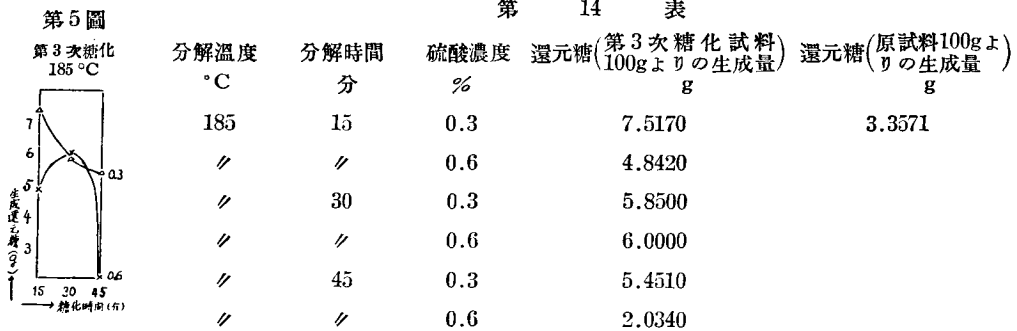 第5圖
第3次糖化
185°C
7
6
5
4
3
0.3
0.6
15 30 45
生成還元糖(g)
糖化時間(分)
第 14 表
分解溫度 分解時間 硫酸濃度 還元糖(第3次糖化試料100gよりの生成量) 還元糖(原試料100gよりの生成量)
°C 分 % g g
185 15 0.3 7.5170 3.3571
〃 〃 0.6 4.8420
〃 30 0.3 5.8500
〃 〃 0.6 6.0000
〃 45 0.3 5.4510
〃 〃 0.6 2.0340